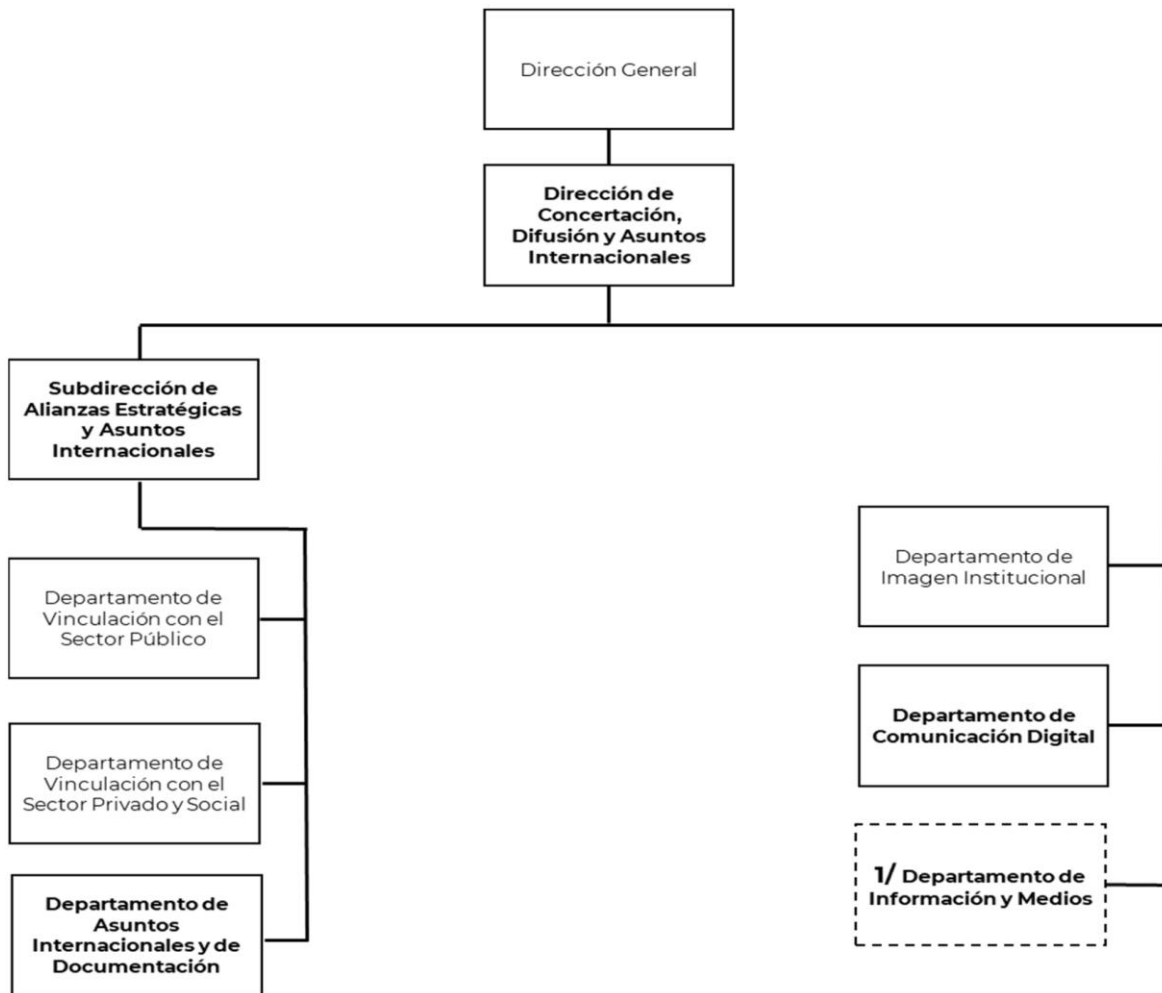 Dirección General
Dirección de
Concertación,
Difusión y Asuntos
Internacionales
Subdirección de
Alianzas Estratégicas
y Asuntos
Internacionales
Departamento de
Vinculación con el
Sector Público
Departamento de
Vinculación con el
Sector Privado y Social
Departamento de
Asuntos
Internacionales y de
Documentación
Departamento de
Imagen Institucional
Departamento de
Comunicación Digital
1/ Departamento de
Información y Medios